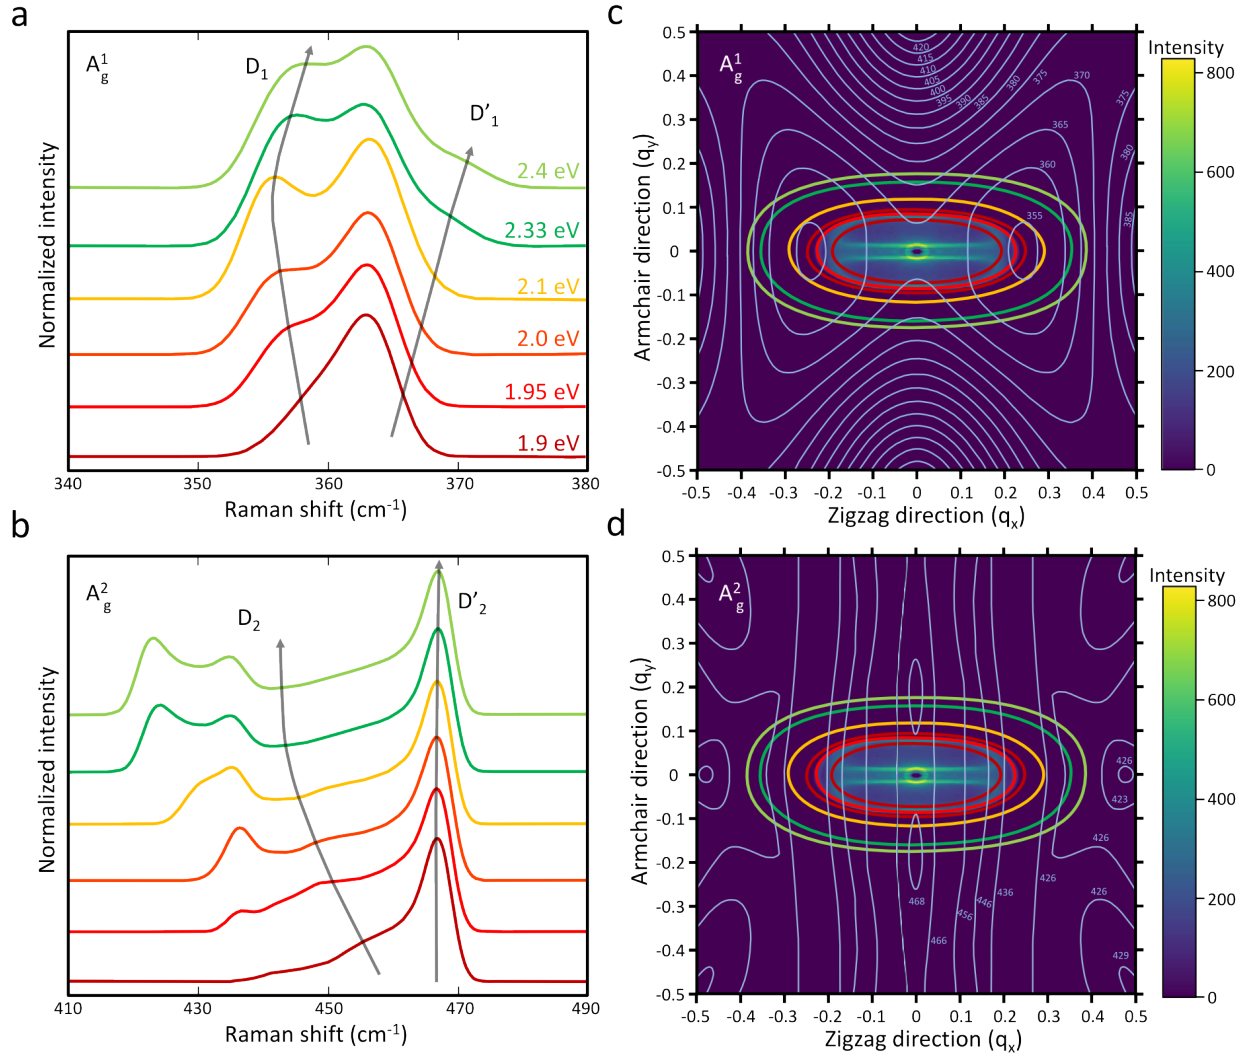 a
A¹g
D₁
D'₁
2.4 eV
2.33 eV
2.1 eV
2.0 eV
1.95 eV
1.9 eV
Normalized intensity
340 350 360 370 380
Raman shift (cm⁻¹)
b
A²g
D₂
D'₂
Normalized intensity
410 430 450 470 490
Raman shift (cm⁻¹)
c
A¹g
Intensity
0.5
0.4
0.3
0.2
0.1
0
-0.1
-0.2
-0.3
-0.4
-0.5
Armchair direction (qy)
420
415
410
405
400
395
390
385
380
375
370
365
360
355
375
380
385
-0.5 -0.4 -0.3 -0.2 -0.1 0 0.1 0.2 0.3 0.4 0.5
Zigzag direction (qx)
800
600
400
200
0
d
A²g
Intensity
0.5
0.4
0.3
0.2
0.1
0
-0.1
-0.2
-0.3
-0.4
-0.5
Armchair direction (qy)
426
423
426
468
466
456
446
436
426
426
429
-0.5 -0.4 -0.3 -0.2 -0.1 0 0.1 0.2 0.3 0.4 0.5
Zigzag direction (qx)
800
600
400
200
0